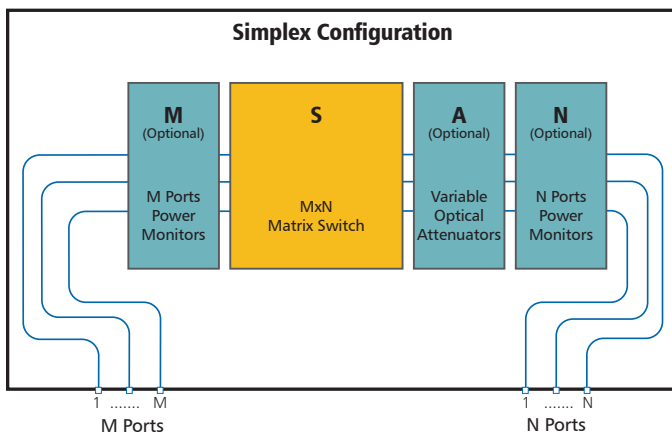 Simplex Configuration
M
(Optional)
M Ports
Power
Monitors
S
MxN
Matrix Switch
A
(Optional)
Variable
Optical
Attenuators
N
(Optional)
N Ports
Power
Monitors
1 ....... M
M Ports
1 ....... N
N Ports